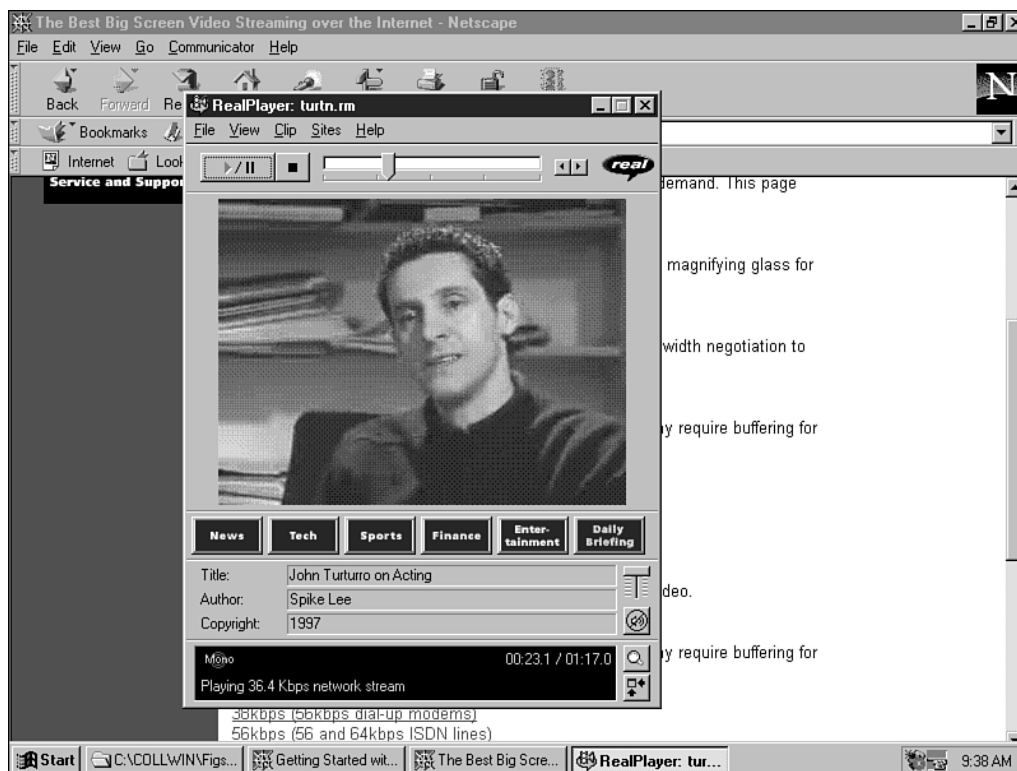 The Best Big Screen Video Streaming over the Internet - Netscape
File Edit View Go Communicator Help
Back Forward Re
N
RealPlayer: turtn.rm
Bookmarks
File View Clip Sites Help
Internet Look
real
Service and Suppor
demand. This page
magnifying glass for
width negotiation to
y require buffering for
News Tech Sports Finance Enter-tainment Daily Briefing
Title: John Turturro on Acting
Author: Spike Lee
deo.
Copyright: 1997
Mono 00:23.1 / 01:17.0
y require buffering for
Playing 36.4 Kbps network stream
38kbps (56kbps dial-up modems)
56kbps (56 and 64kbps ISDN lines)
Start C:\COLLWIN\Figs... Getting Started wit... The Best Big Scre... RealPlayer: tur... 9:38 AM